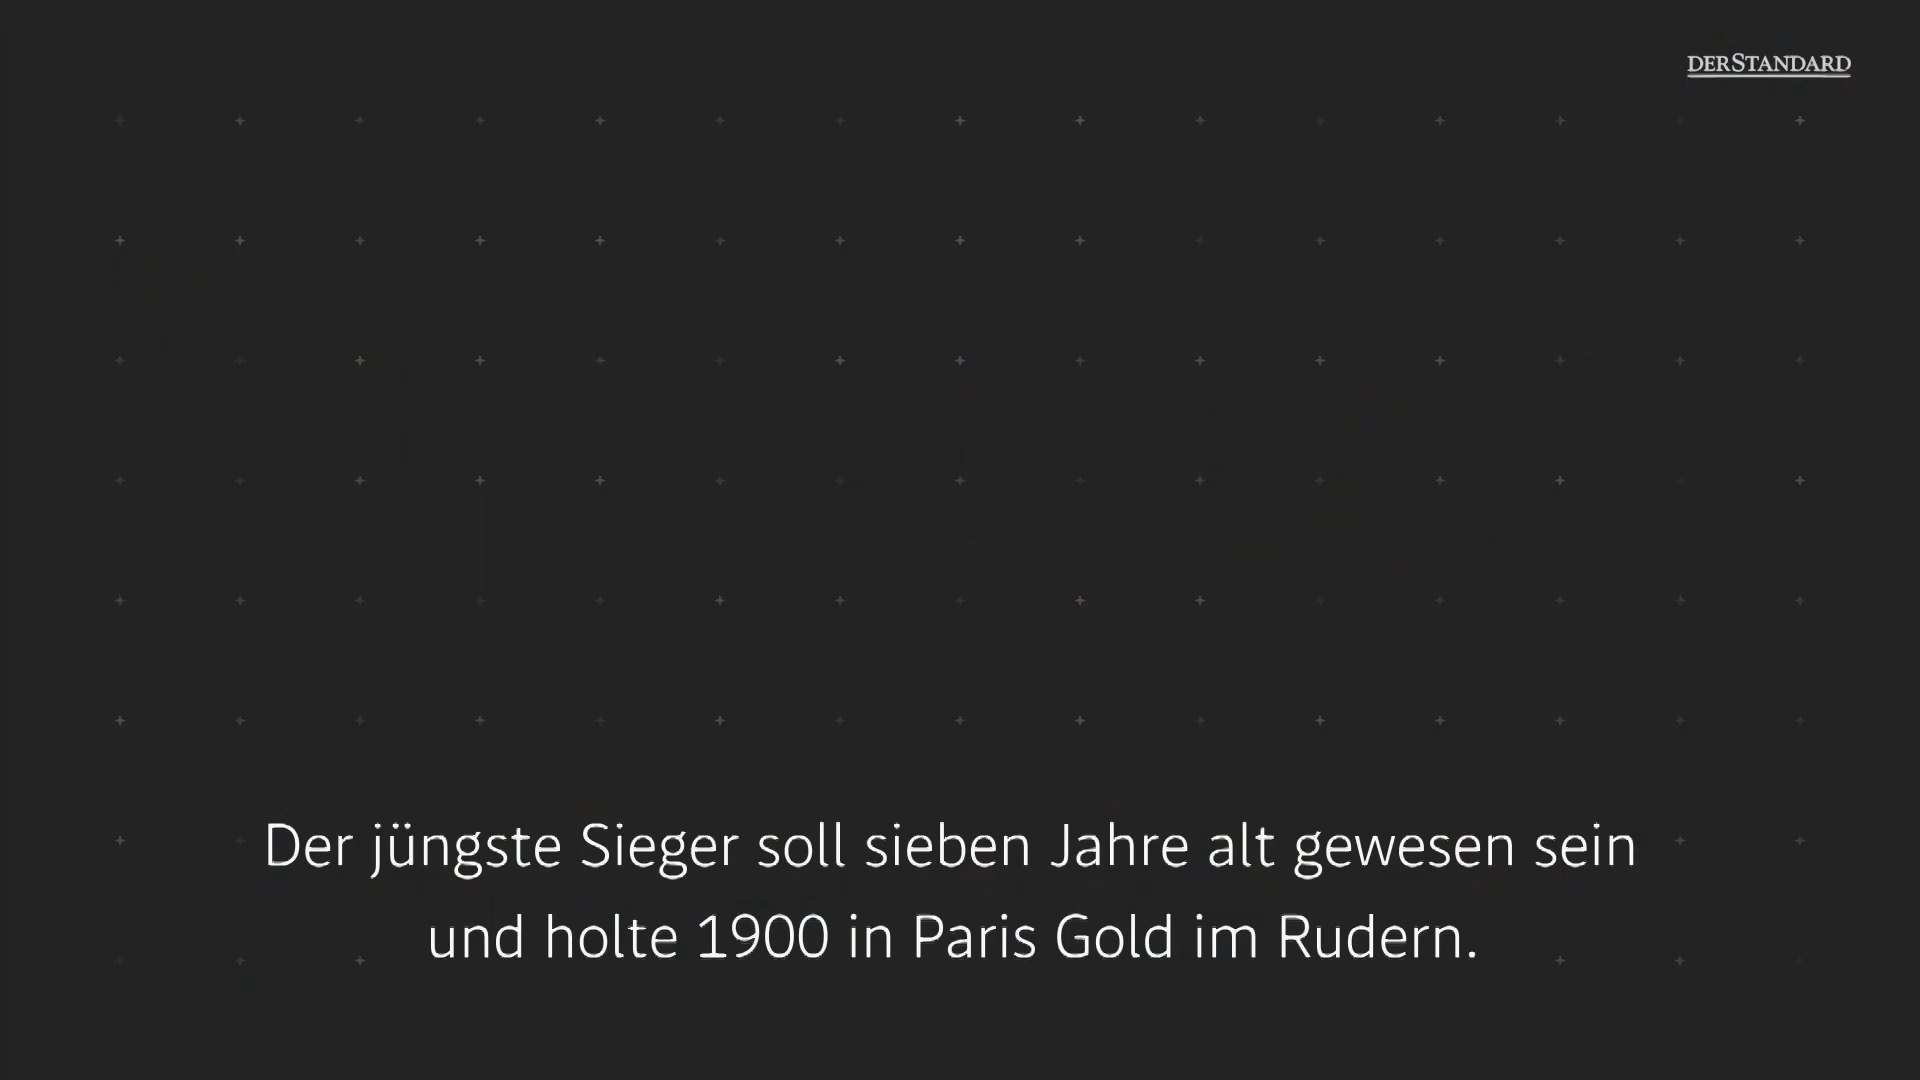 DERSTANDARD
Der jüngste Sieger soll sieben Jahre alt gewesen sein
und holte 1900 in Paris Gold im Rudern.